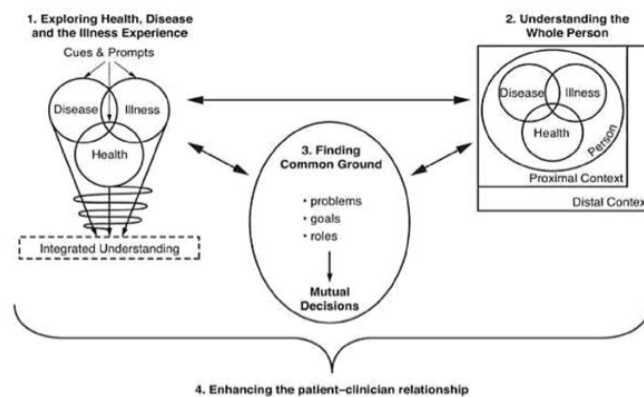 1. Exploring Health, Disease
and the Illness Experience
Cues & Prompts
Disease
Illness
Health
Integrated Understanding
2. Understanding the
Whole Person
Disease
Illness
Health
Person
Proximal Context
Distal Contex
3. Finding
Common Ground
• problems
• goals
• roles
Mutual
Decisions
4. Enhancing the patient–clinician relationship